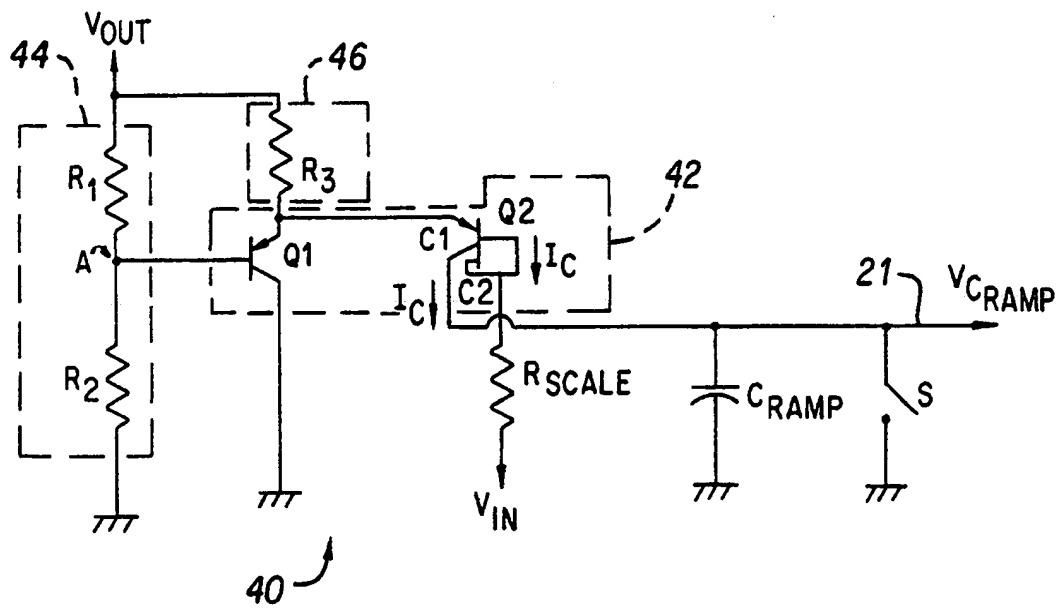 VOUT
44
46
R1
R3
42
Q2
C1
A
Q1
IC
C2
IC
21
VCRAMP
R2
RSCALE
CRAMP
S
VIN
40